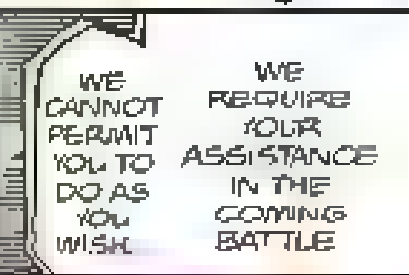 WE
CANNOT
PERMIT
YOU TO
DO AS
YOU
WISH.
WE
REQUIRE
YOUR
ASSISTANCE
IN THE
COMING
BATTLE